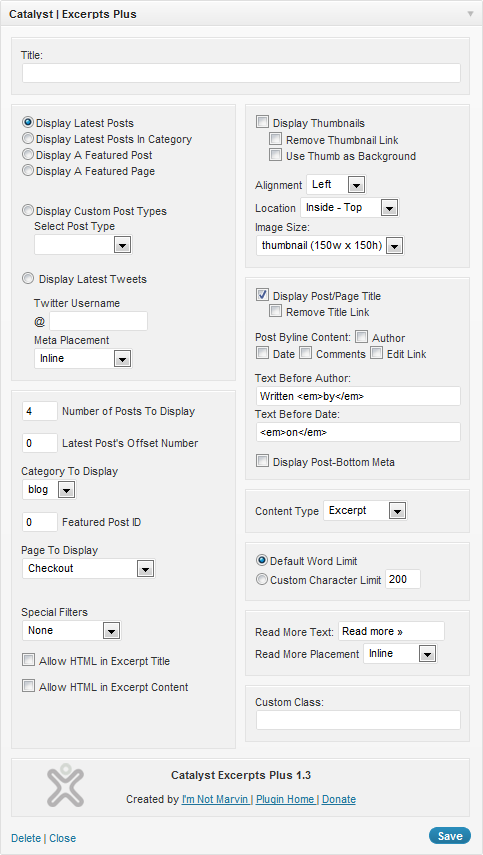 Catalyst | Excerpts Plus
Title:
Display Latest Posts
Display Latest Posts In Category
Display A Featured Post
Display A Featured Page
Display Custom Post Types
Select Post Type
Display Latest Tweets
Twitter Username
@
Meta Placement
Inline
4 Number of Posts To Display
0 Latest Post's Offset Number
Category To Display
blog
0 Featured Post ID
Page To Display
Checkout
Special Filters
None
Allow HTML in Excerpt Title
Allow HTML in Excerpt Content
Display Thumbnails
Remove Thumbnail Link
Use Thumb as Background
Alignment Left
Location Inside - Top
Image Size:
thumbnail (150w x 150h)
Display Post/Page Title
Remove Title Link
Post Byline Content: Author
Date Comments Edit Link
Text Before Author:
Written <em>by</em>
Text Before Date:
<em>on</em>
Display Post-Bottom Meta
Content Type Excerpt
Default Word Limit
Custom Character Limit 200
Read More Text: Read more »
Read More Placement Inline
Custom Class:
Catalyst Excerpts Plus 1.3
Created by I'm Not Marvin | Plugin Home | Donate
Delete | Close
Save